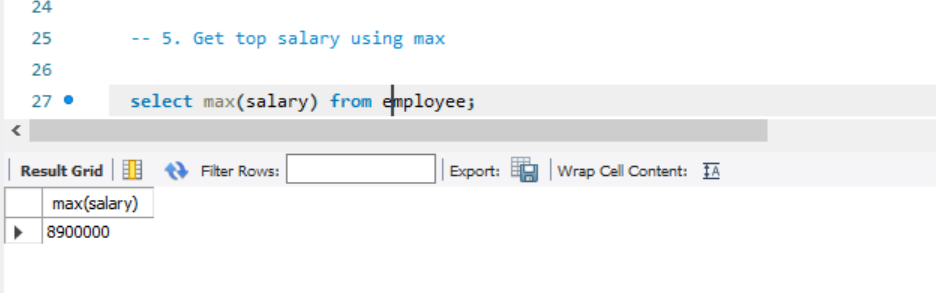 24
25 -- 5. Get top salary using max
26
27 select max(salary) from employee;
Result Grid Filter Rows: Export: Wrap Cell Content: IA
max(salary)
8900000